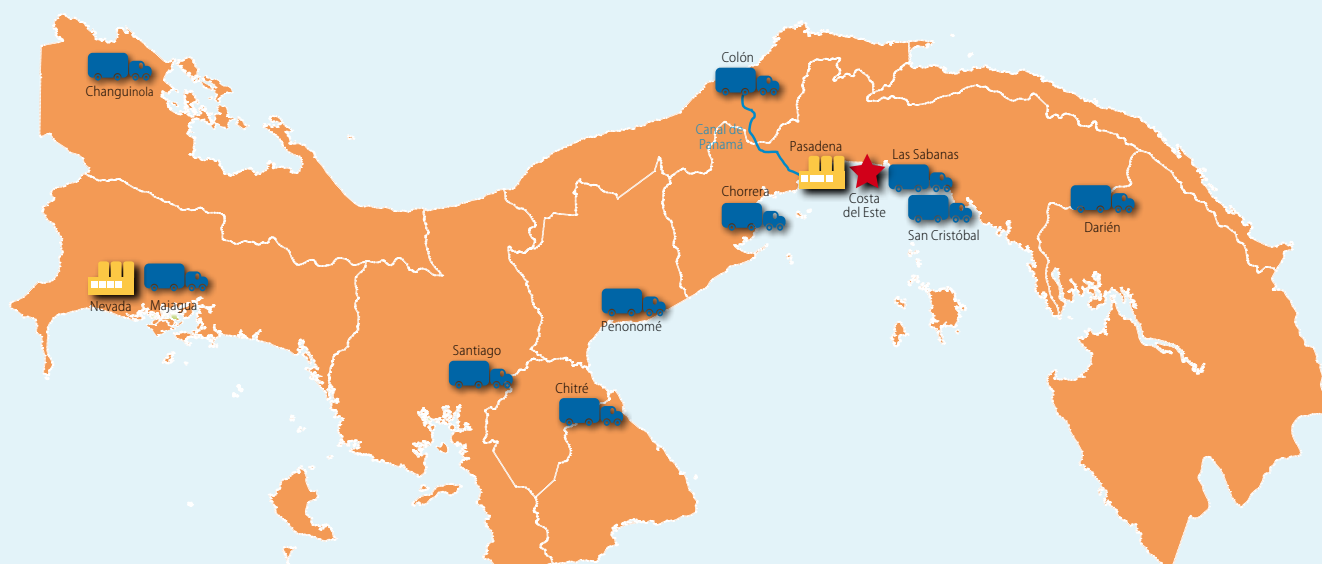 Changuinola
Colón
Canal de
Panamá
Pasadena
Las Sabanas
Chorrera
Costa
del Este
San Cristóbal
Darién
Nevada
Majagua
Penonomé
Santiago
Chitré